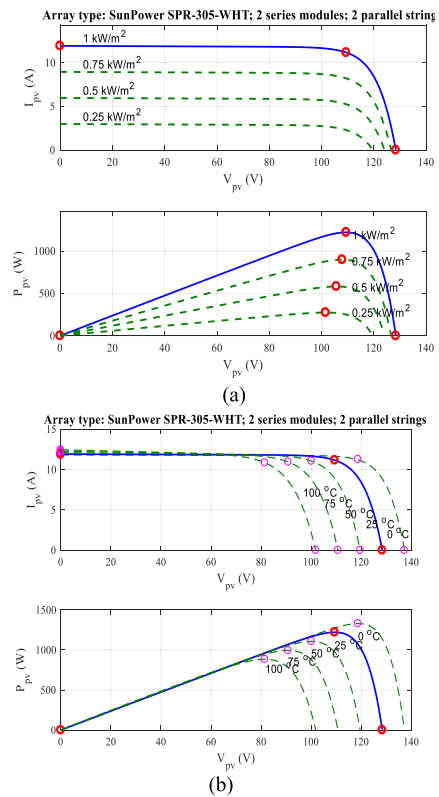 Array type: SunPower SPR-305-WHT; 2 series modules; 2 parallel strings
10
5
0
I_pv (A)
1 kW/m²
0.75 kW/m²
0.5 kW/m²
0.25 kW/m²
0 20 40 60 80 100 120 140
V_pv (V)
1000
500
0
P_pv (W)
1 kW/m²
0.75 kW/m²
0.5 kW/m²
0.25 kW/m²
0 20 40 60 80 100 120 140
V_pv (V)
(a)
Array type: SunPower SPR-305-WHT; 2 series modules; 2 parallel strings
15
10
5
0
I_pv (A)
100 °C
75 °C
50 °C
25 °C
0 °C
0 20 40 60 80 100 120 140
V_pv (V)
1500
1000
500
0
P_pv (W)
0 °C
25 °C
50 °C
75 °C
100 °C
0 20 40 60 80 100 120 140
V_pv (V)
(b)